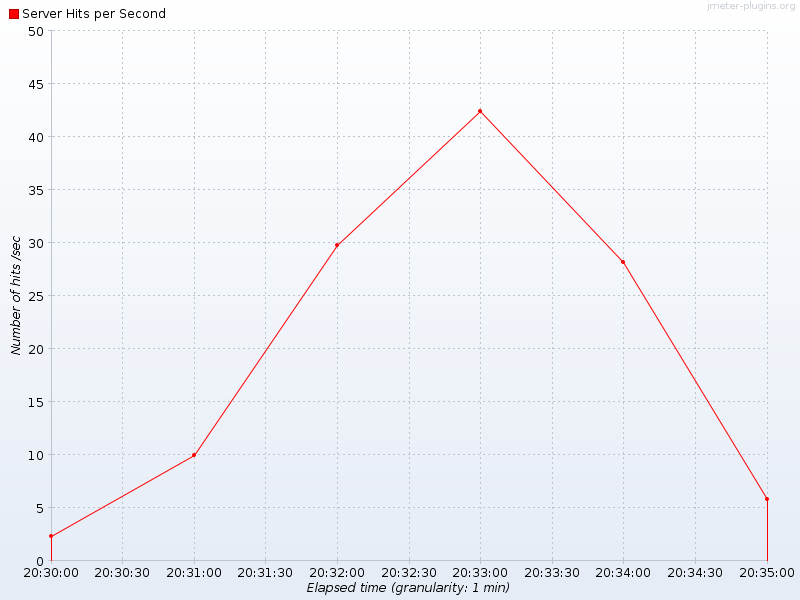 Server Hits per Second
jmeter-plugins.org
50
45
40
35
30
25
20
15
10
5
0
Number of hits /sec
20:30:00 20:30:30 20:31:00 20:31:30 20:32:00 20:32:30 20:33:00 20:33:30 20:34:00 20:34:30 20:35:00
Elapsed time (granularity: 1 min)